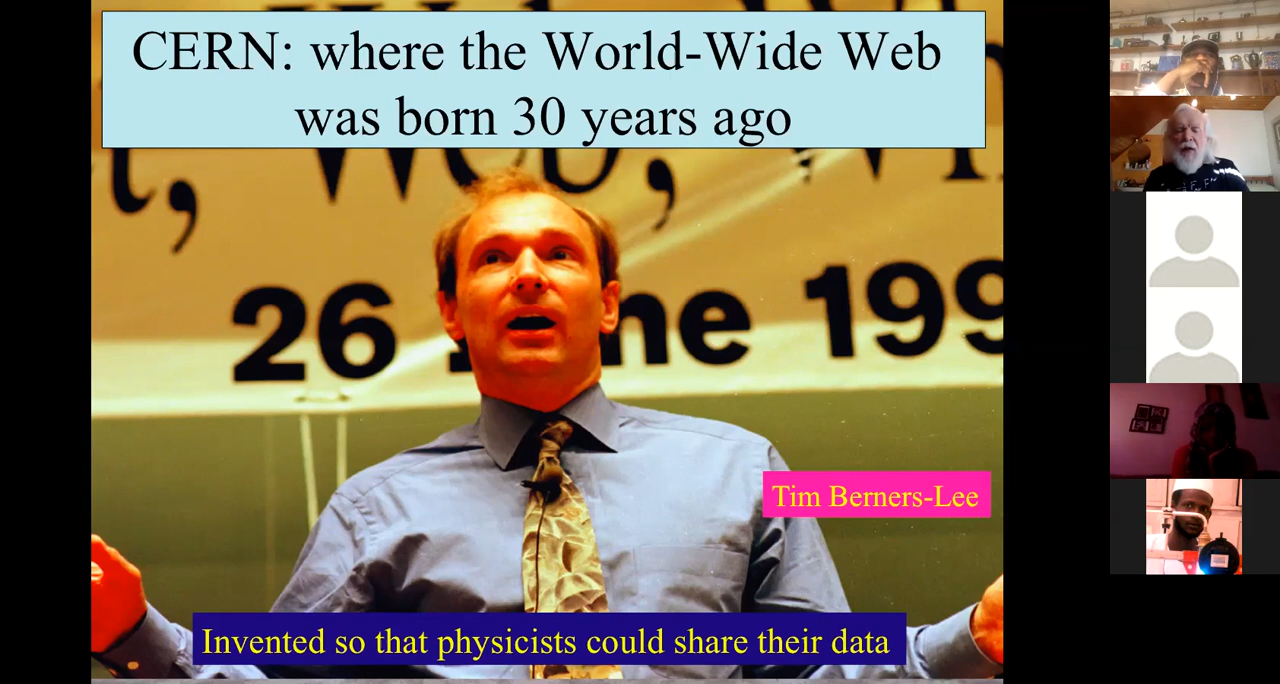 CERN: where the World-Wide Web
was born 30 years ago
26 June 199
Tim Berners-Lee
Invented so that physicists could share their data